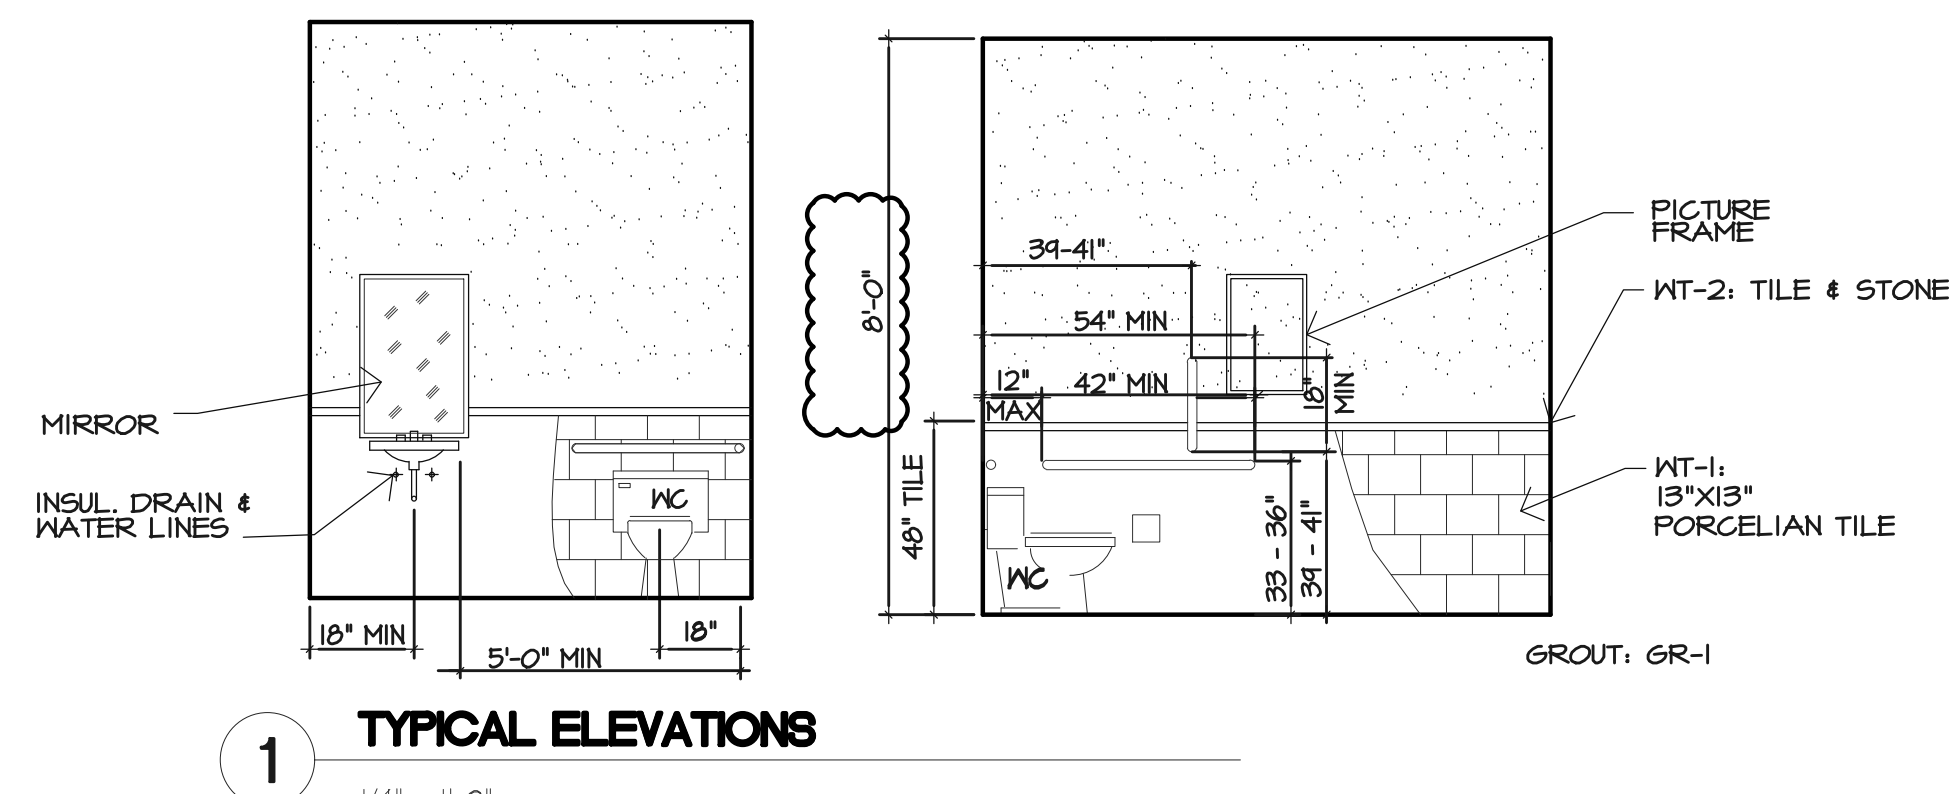 MIRROR
INSUL. DRAIN &
WATER LINES
WC
18" MIN
5'-0" MIN
18"
8'-0"
48" TILE
39-41"
54" MIN
12"
MAX
42" MIN
18"
MIN
33 - 36"
39 - 41"
WC
PICTURE
FRAME
WT-2: TILE & STONE
WT-1:
13"X13"
PORCELIAN TILE
GROUT: GR-1
1
TYPICAL ELEVATIONS